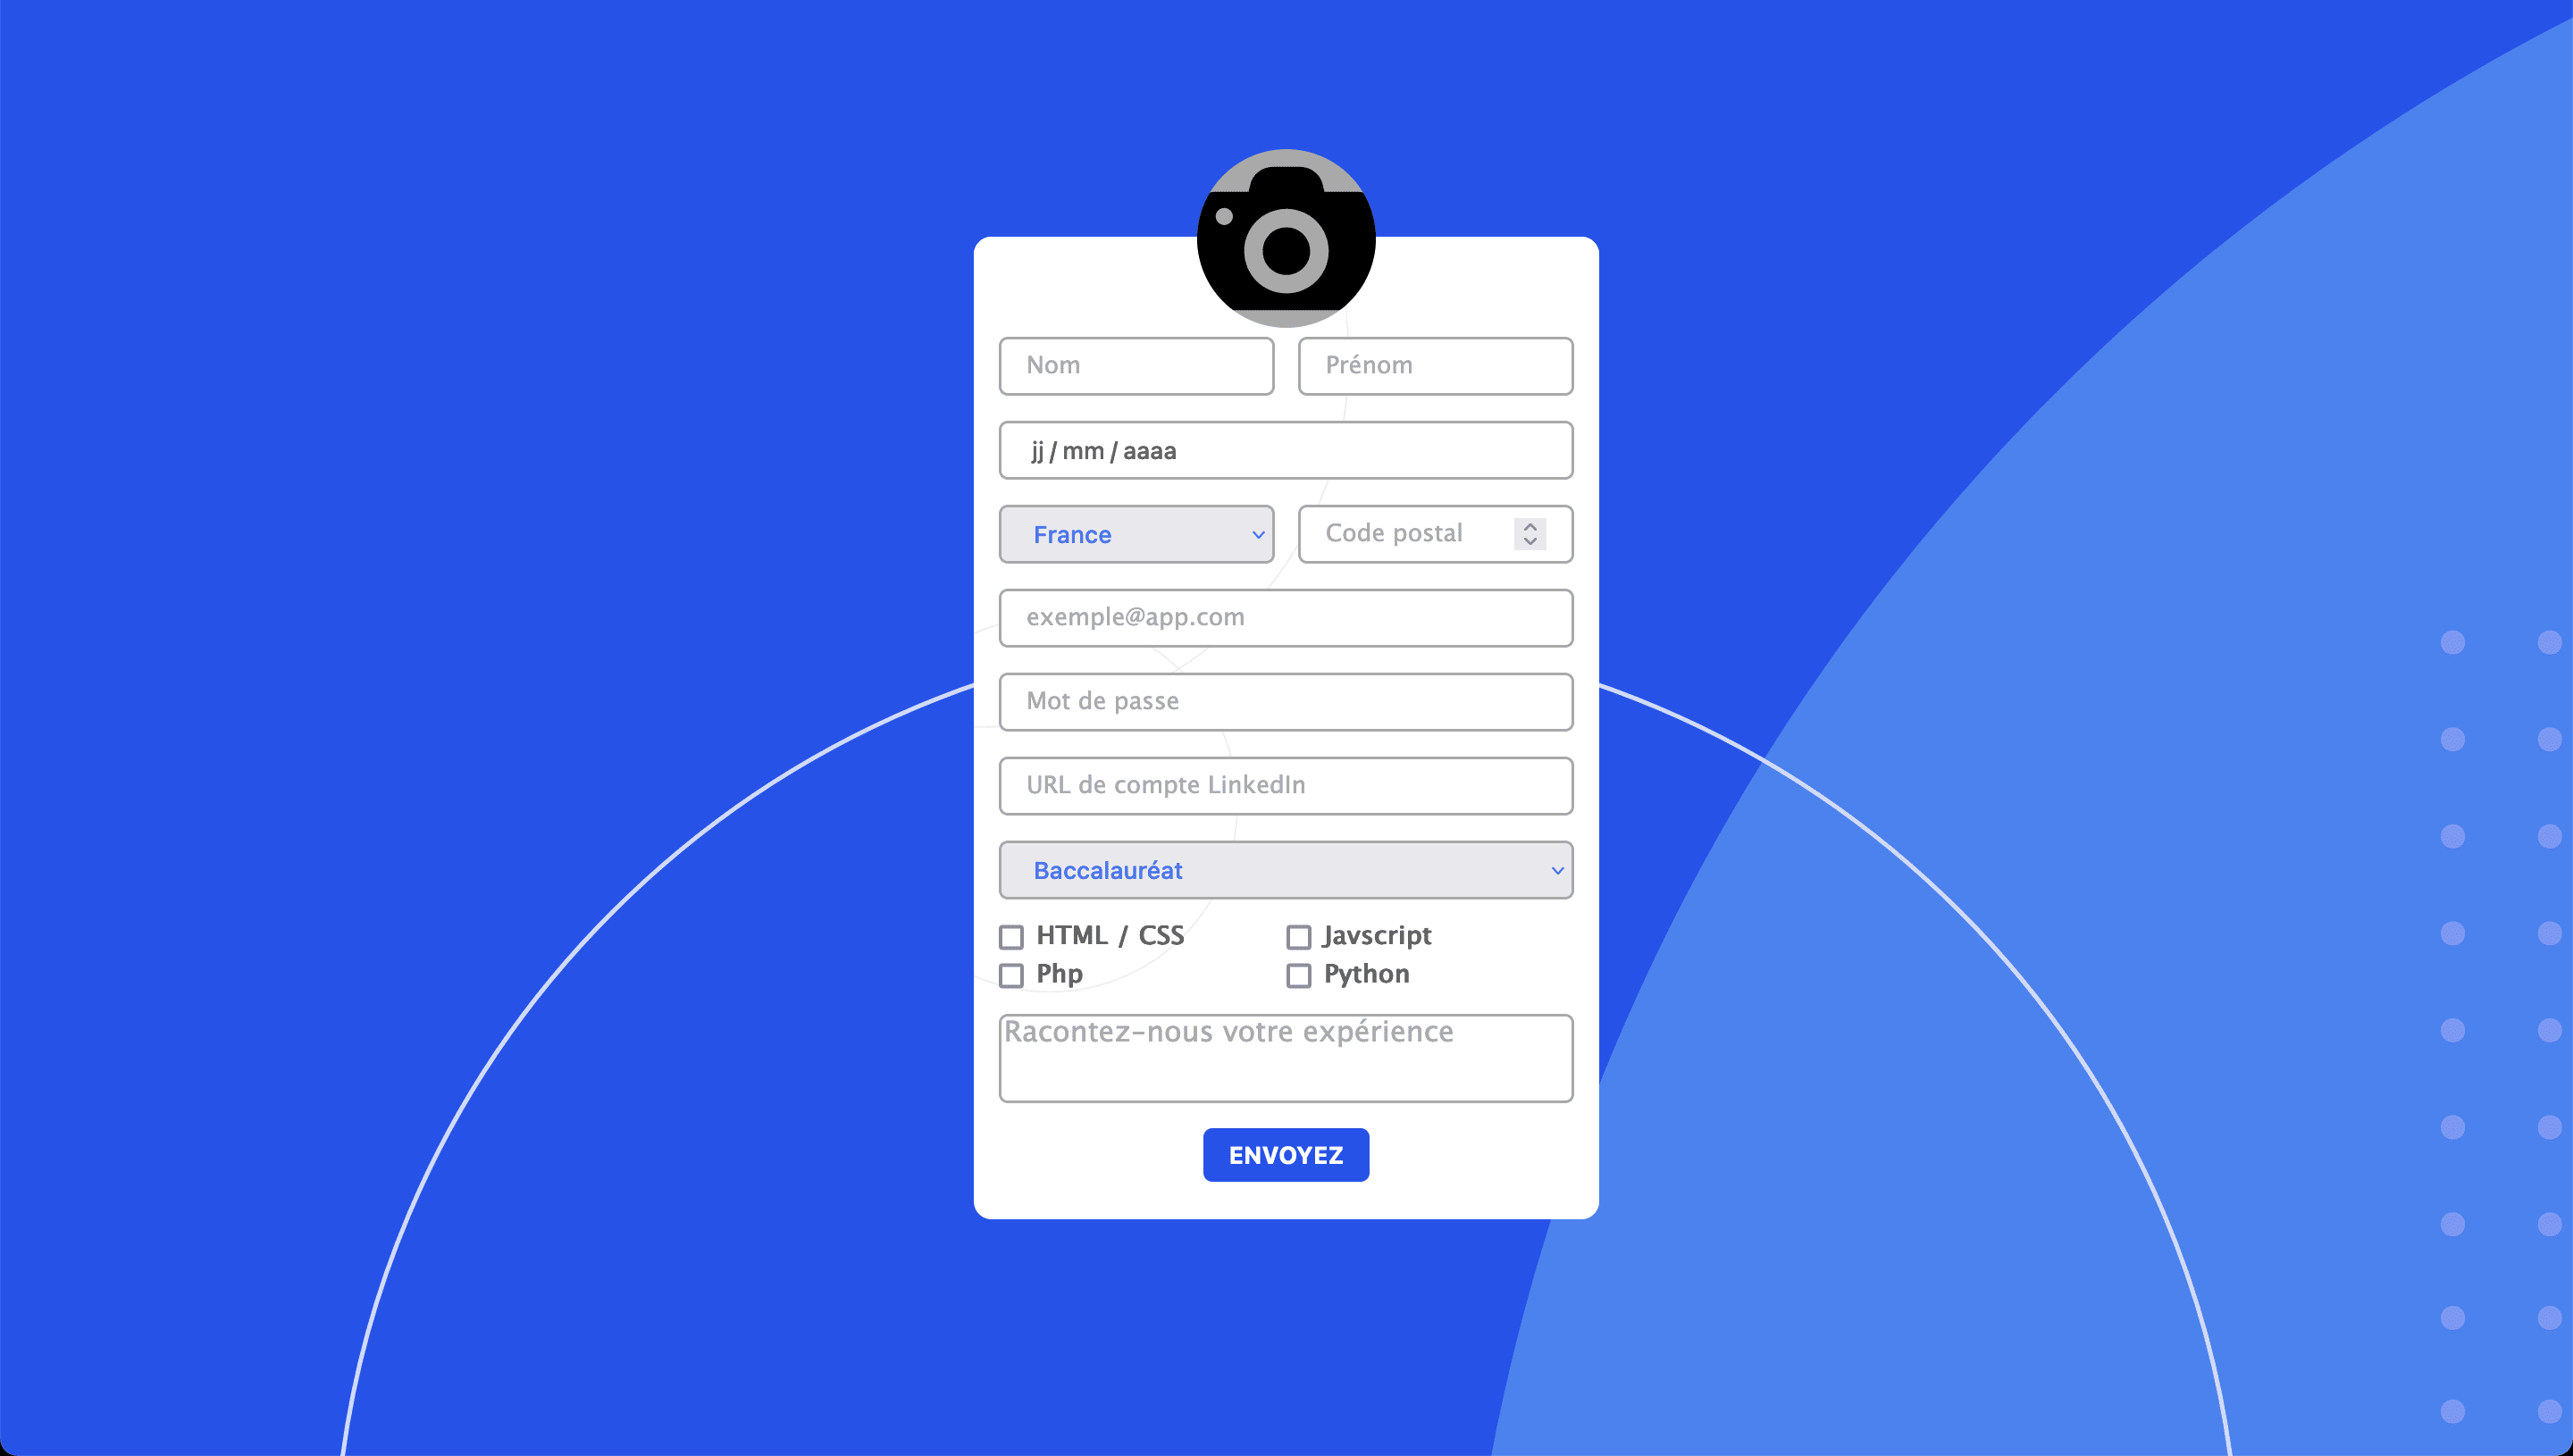 Nom Prénom
jj / mm / aaaa
France Code postal
exemple@app.com
Mot de passe
URL de compte LinkedIn
Baccalauréat
HTML / CSS Javscript
Php Python
Racontez-nous votre expérience
ENVOYEZ